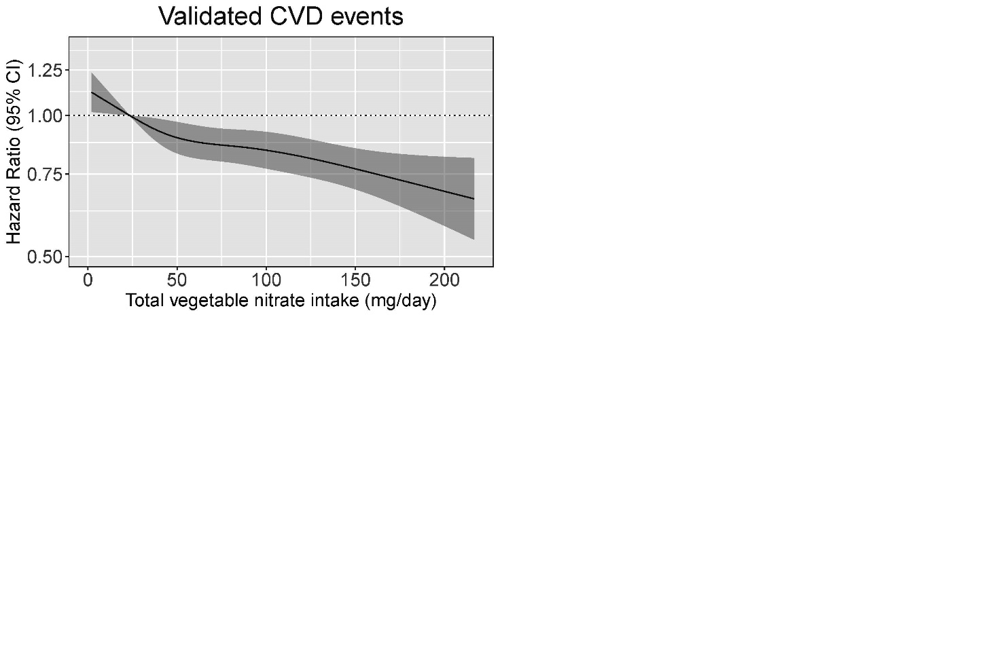 Validated CVD events
Hazard Ratio (95% CI)
1.25
1.00
0.75
0.50
0 50 100 150 200
Total vegetable nitrate intake (mg/day)